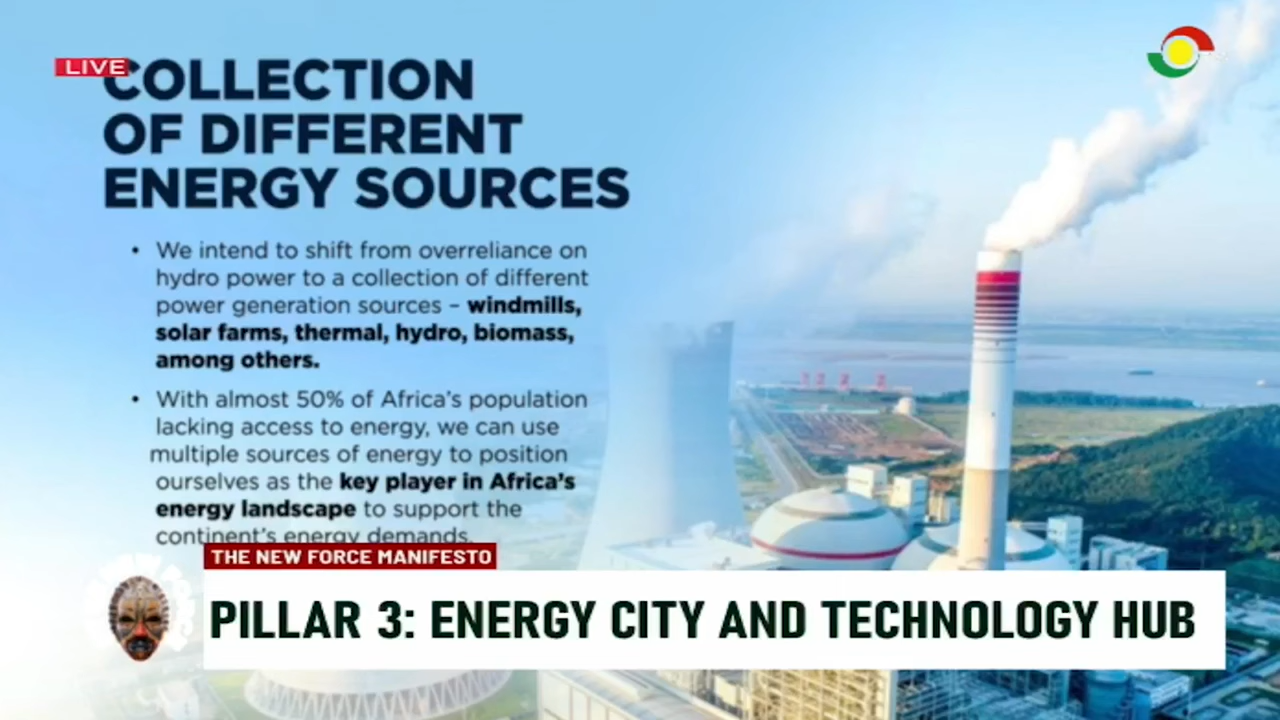 LIVE
COLLECTION
OF DIFFERENT
ENERGY SOURCES
• We intend to shift from overreliance on
hydro power to a collection of different
power generation sources – windmills,
solar farms, thermal, hydro, biomass,
among others.
• With almost 50% of Africa's population
lacking access to energy, we can use
multiple sources of energy to position
ourselves as the key player in Africa's
energy landscape to support the
continent's energy demands.
THE NEW FORCE MANIFESTO
PILLAR 3: ENERGY CITY AND TECHNOLOGY HUB